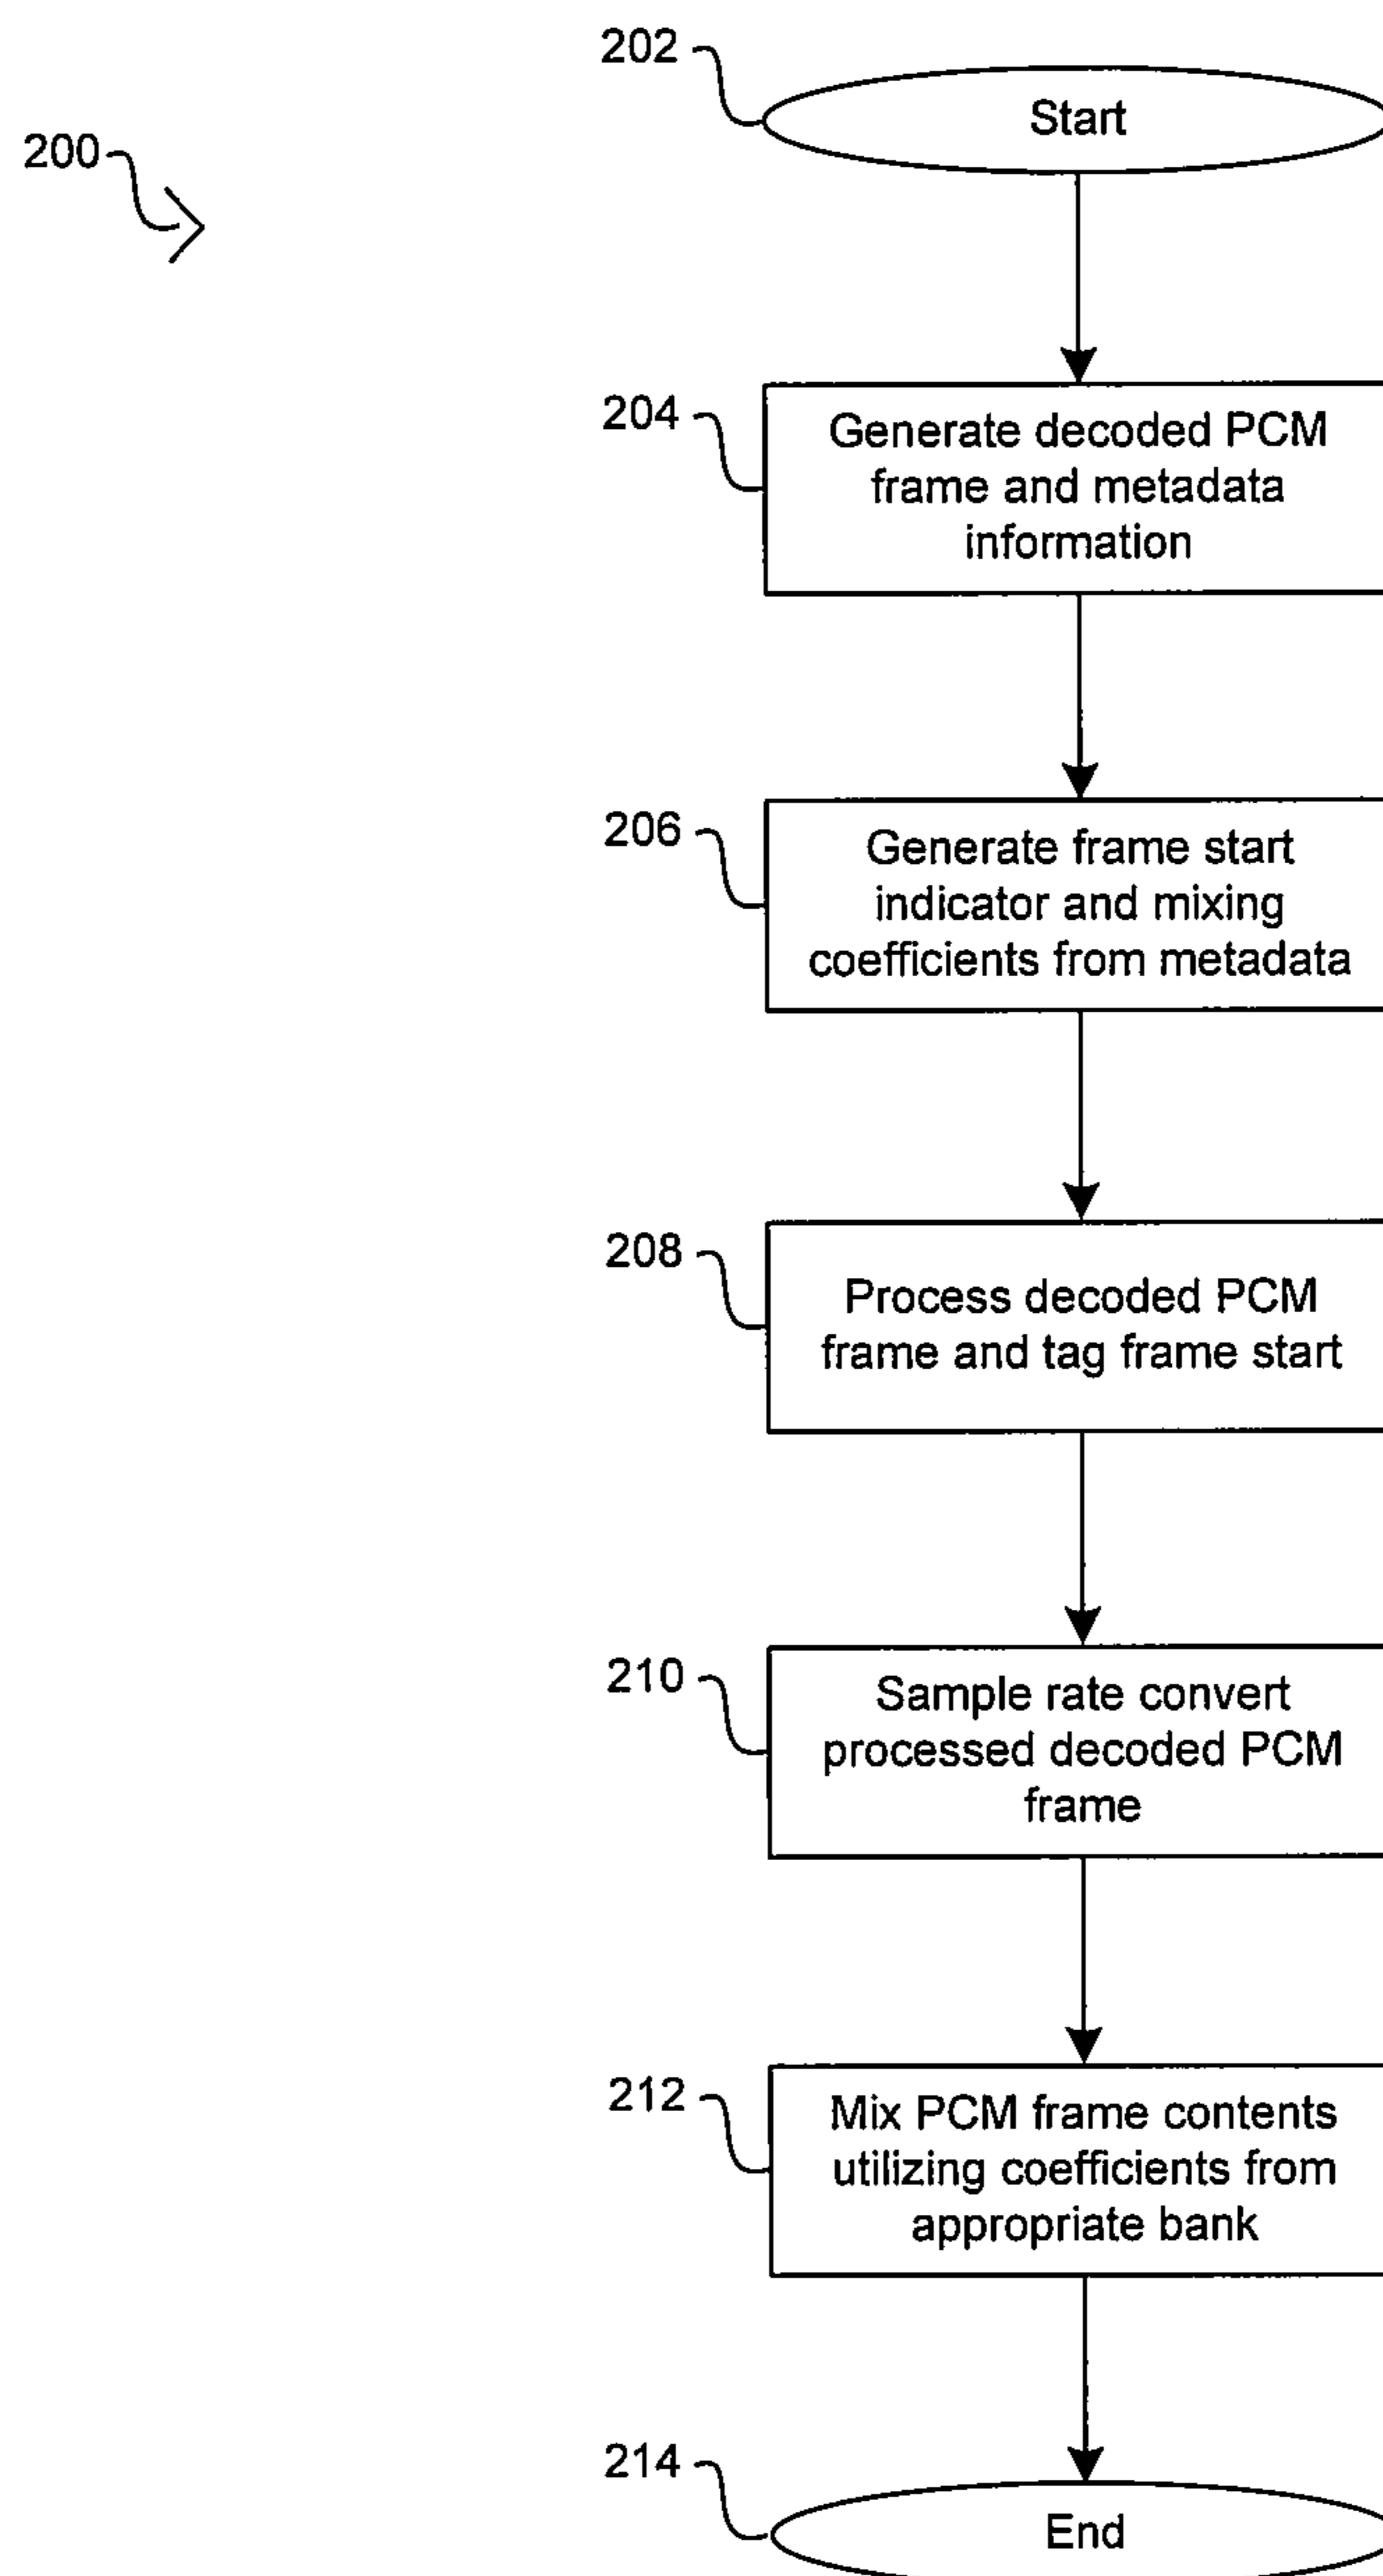 202
Start
200
204
Generate decoded PCM
frame and metadata
information
206
Generate frame start
indicator and mixing
coefficients from metadata
208
Process decoded PCM
frame and tag frame start
210
Sample rate convert
processed decoded PCM
frame
212
Mix PCM frame contents
utilizing coefficients from
appropriate bank
214
End